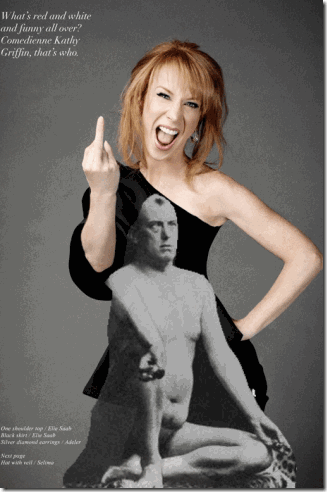 What's red and white
and funny all over?
Comedienne Kathy
Griffin, that's who.
One shoulder top / Elie Saab
Black skirt / Elie Saab
Silver diamond earrings / Adeler
Next page
Hat with veil / Selima